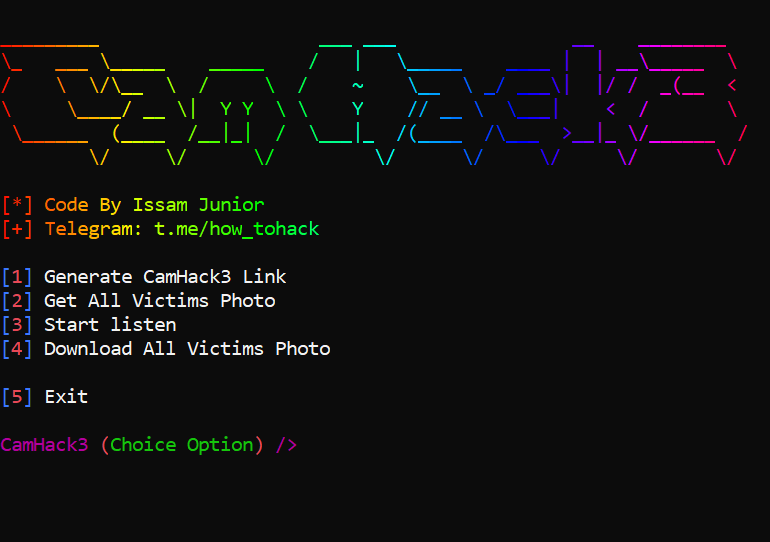 CamHack3
[*] Code By Issam Junior
[+] Telegram: t.me/how_tohack
[1] Generate CamHack3 Link
[2] Get All Victims Photo
[3] Start listen
[4] Download All Victims Photo
[5] Exit
CamHack3 (Choice Option) />